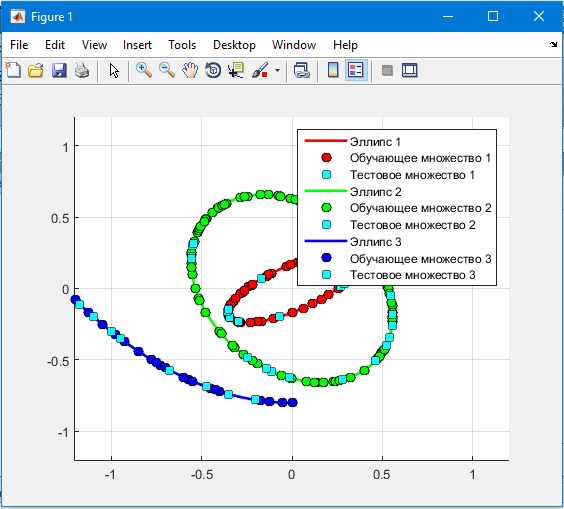 Figure 1
File Edit View Insert Tools Desktop Window Help
Эллипс 1
Обучающее множество 1
Тестовое множество 1
Эллипс 2
Обучающее множество 2
Тестовое множество 2
Эллипс 3
Обучающее множество 3
Тестовое множество 3
1
0.5
0
-0.5
-1
-1 -0.5 0 0.5 1